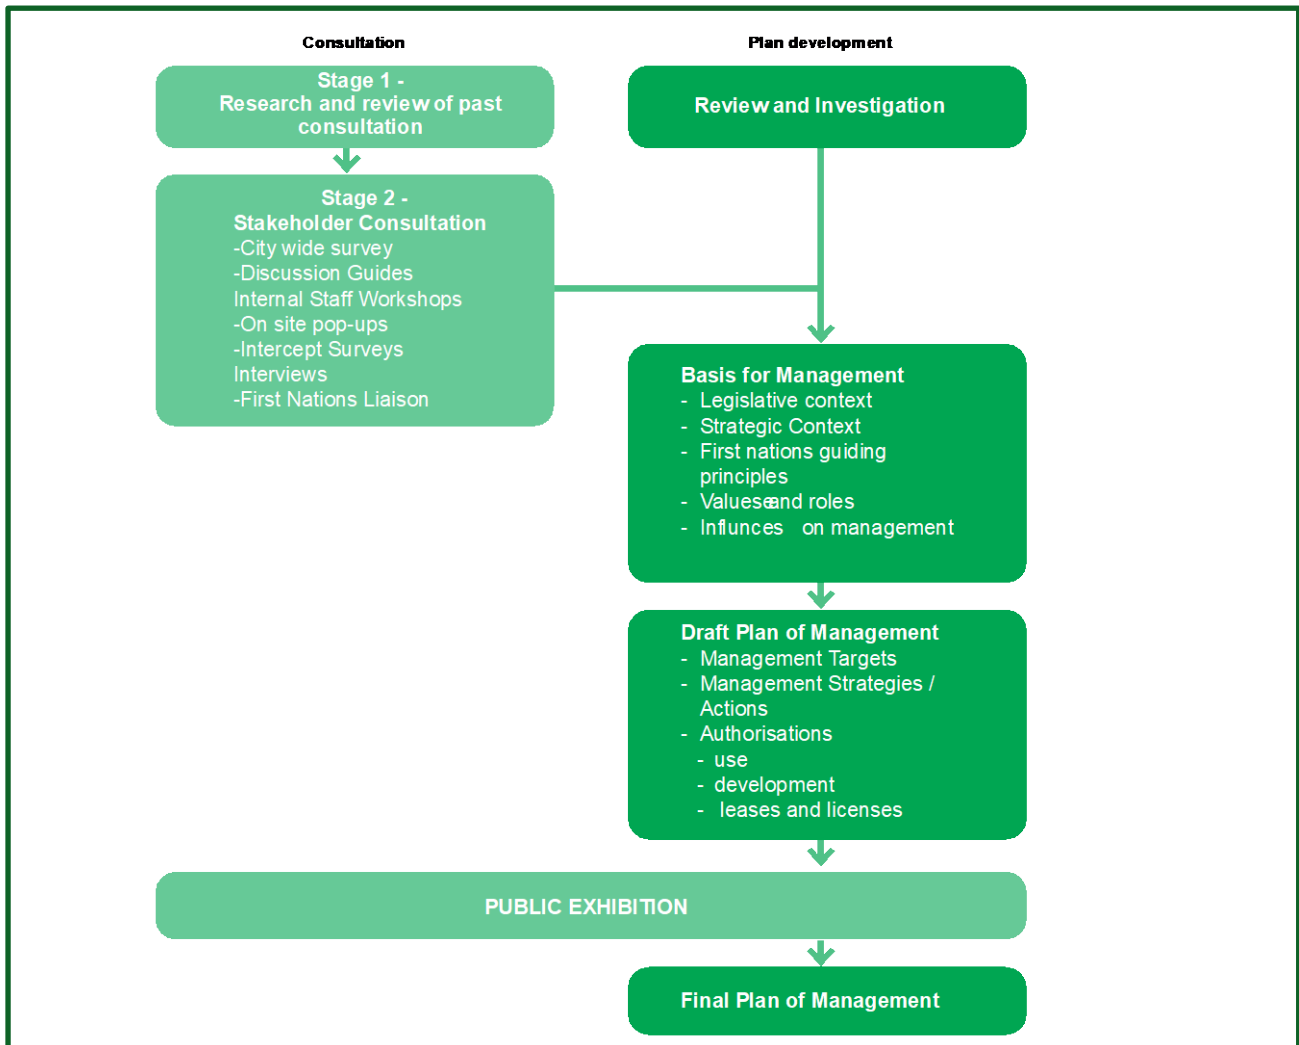 Consultation
Plan development
Stage 1 -
Research and review of past
consultation
Review and Investigation
Stage 2 -
Stakeholder Consultation
-City wide survey
-Discussion Guides
Internal Staff Workshops
-On site pop-ups
-Intercept Surveys
Interviews
-First Nations Liaison
Basis for Management
- Legislative context
- Strategic Context
- First nations guiding
principles
- Values and roles
- Influnces on management
Draft Plan of Management
- Management Targets
- Management Strategies /
Actions
- Authorisations
- use
- development
- leases and licenses
PUBLIC EXHIBITION
Final Plan of Management